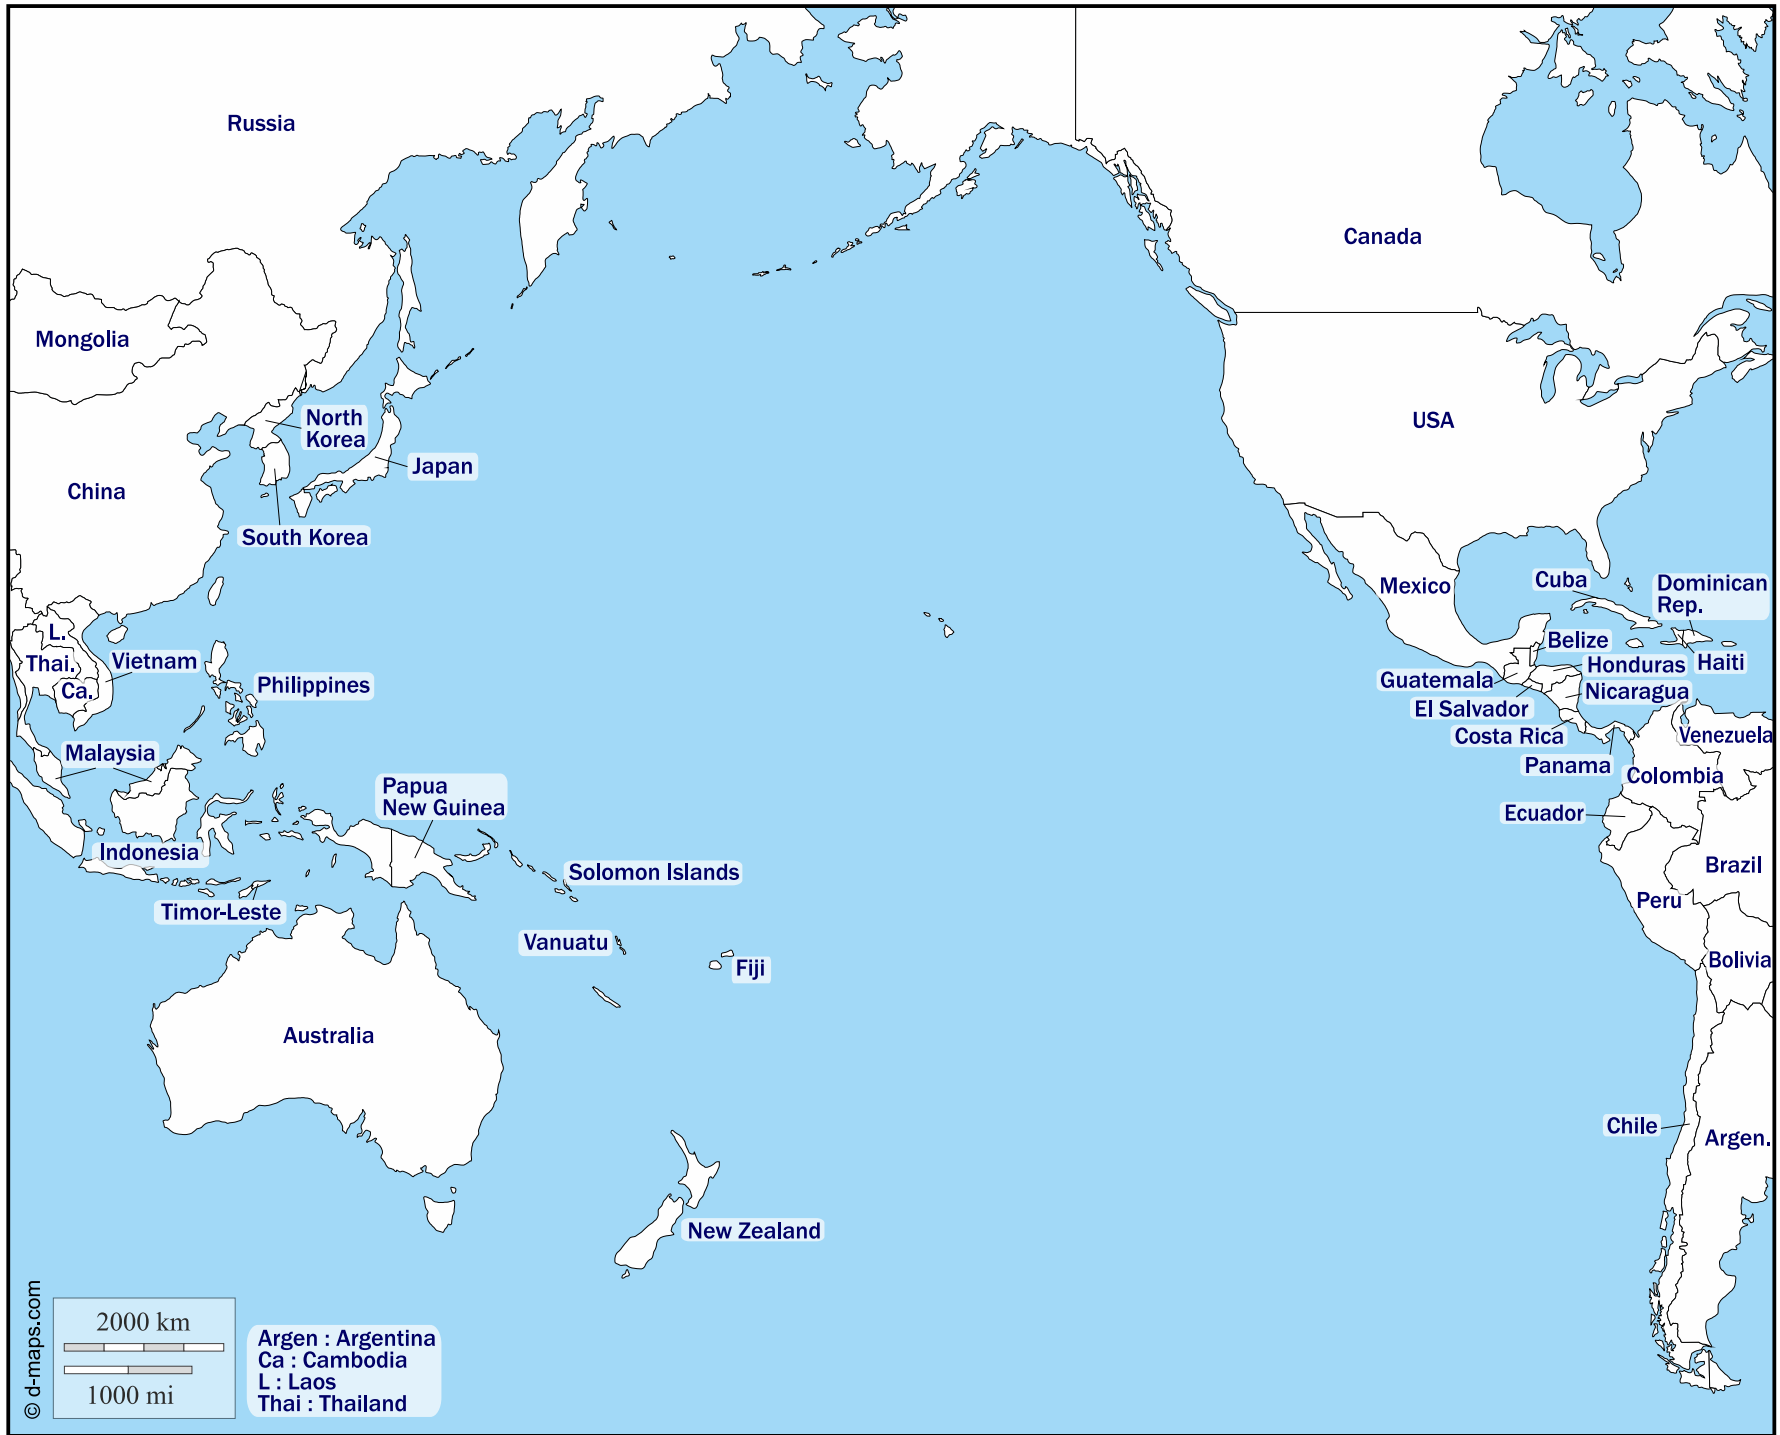 Russia
Canada
Mongolia
North
Korea
USA
Japan
China
South Korea
Mexico
Cuba
Dominican
Rep.
L.
Belize
Thai.
Vietnam
Honduras
Haiti
Ca.
Philippines
Guatemala
Nicaragua
El Salvador
Malaysia
Costa Rica
Venezuela
Panama
Colombia
Papua
New Guinea
Ecuador
Indonesia
Brazil
Solomon Islands
Peru
Timor-Leste
Vanuatu
Bolivia
Fiji
Australia
Chile
Argen.
New Zealand
© d-maps.com
2000 km
1000 mi
Argen : Argentina
Ca : Cambodia
L : Laos
Thai : Thailand